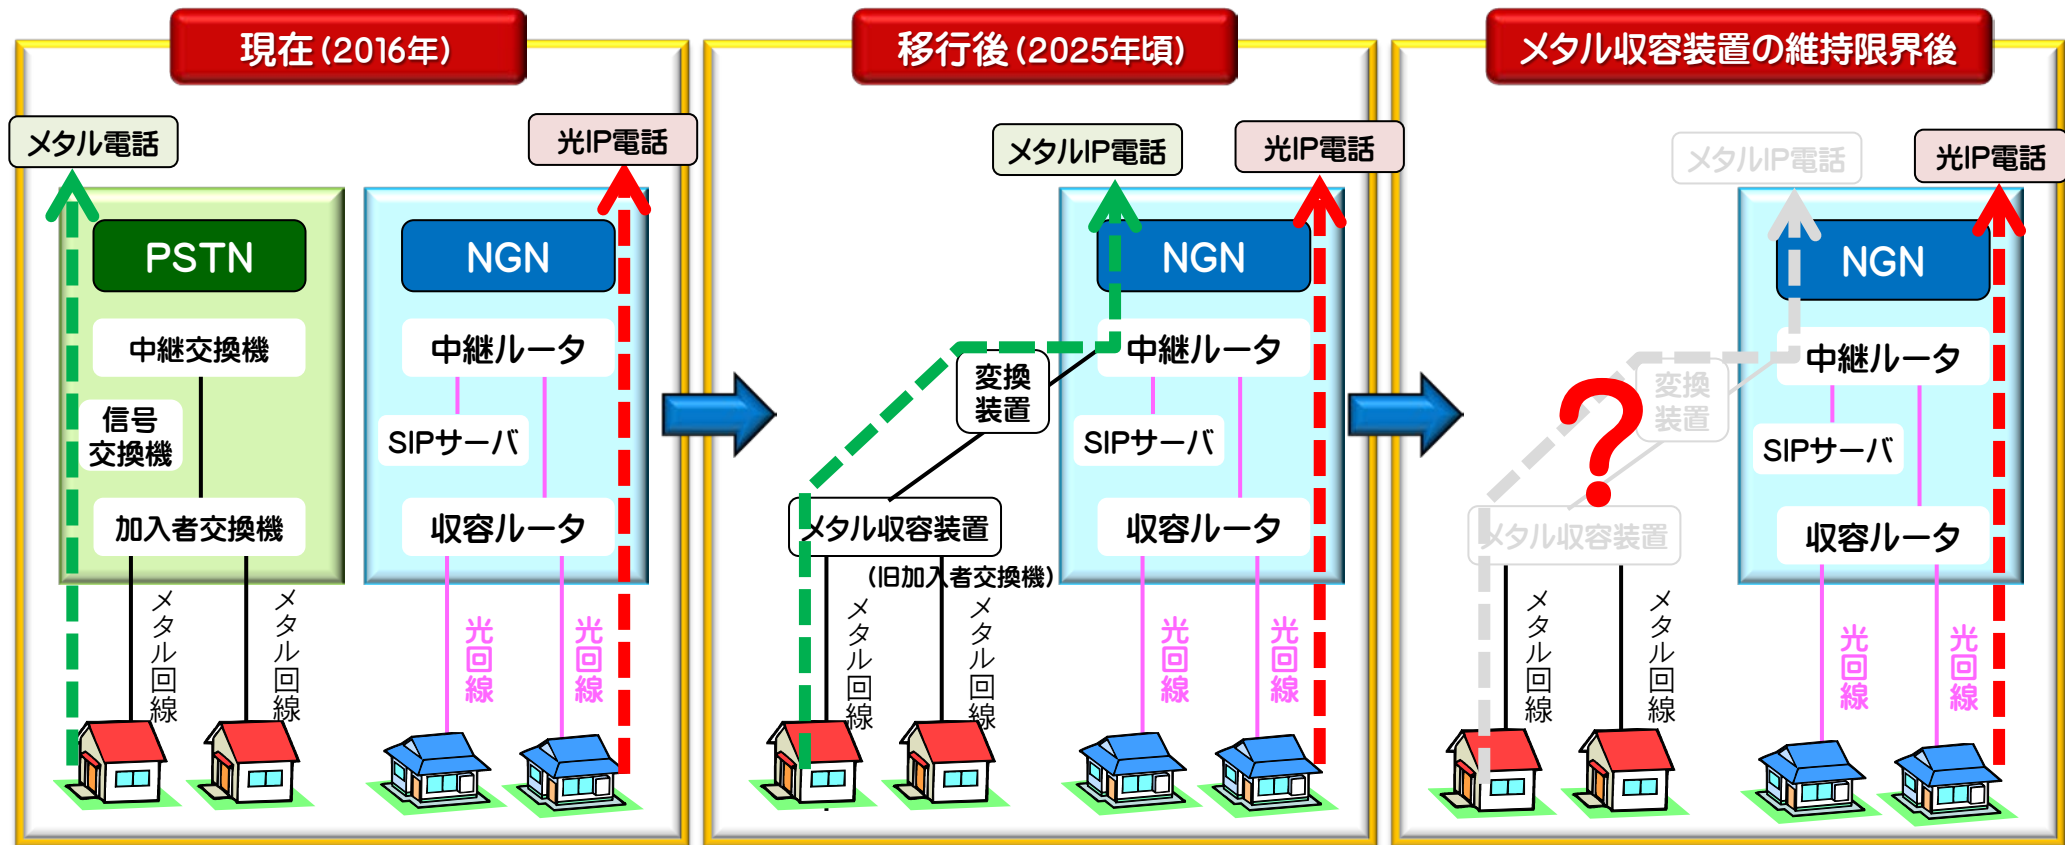 現在(2016年)
メタル電話
光IP電話
PSTN
中継交換機
信号
交換機
加入者交換機
メタル回線
メタル回線
NGN
中継ルータ
SIPサーバ
収容ルータ
光回線
光回線
移行後(2025年頃)
メタルIP電話
光IP電話
NGN
中継ルータ
変換
装置
SIPサーバ
メタル収容装置
(旧加入者交換機)
収容ルータ
メタル回線
メタル回線
光回線
光回線
メタル収容装置の維持限界後
メタルIP電話
光IP電話
NGN
中継ルータ
変換
装置
?
SIPサーバ
メタル収容装置
収容ルータ
メタル回線
メタル回線
光回線
光回線